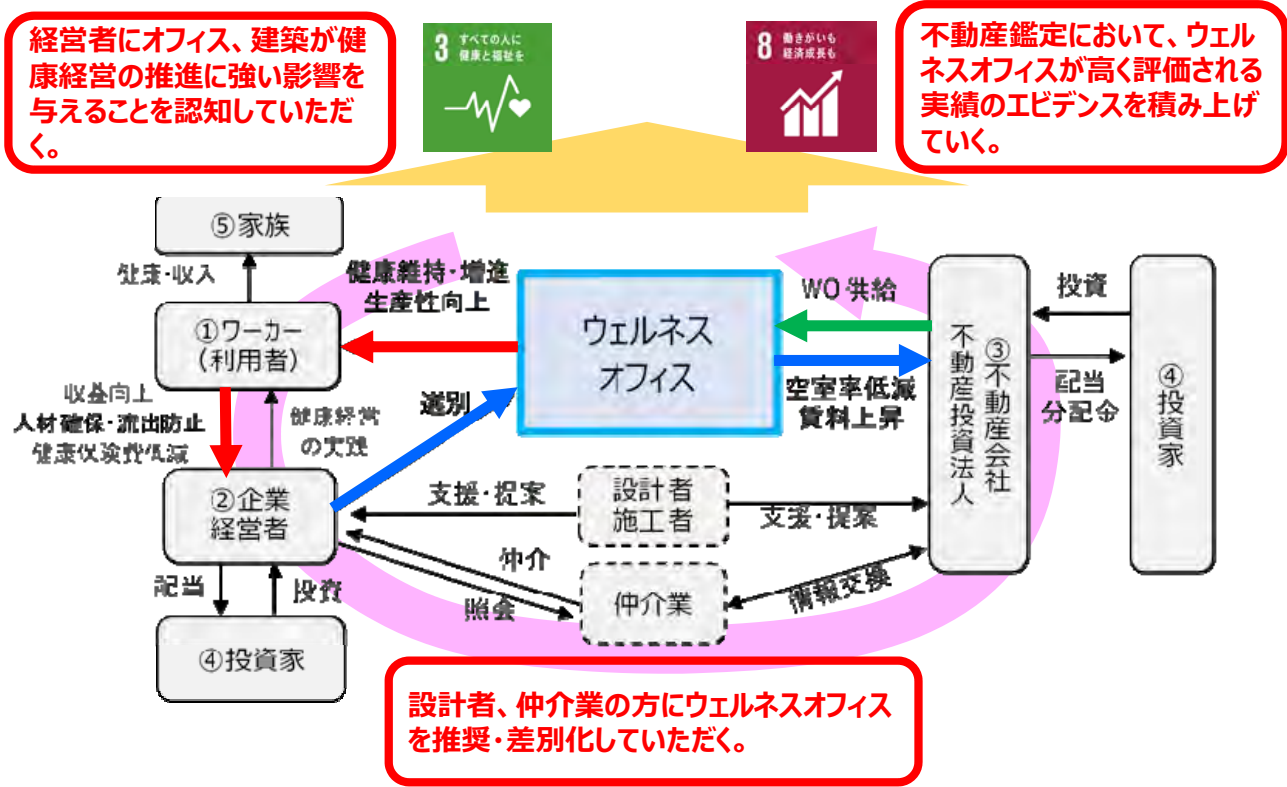 経営者にオフィス、建築が健
康経営の推進に強い影響を
与えることを認知していただ
く。
3 すべての人に
健康と福祉を
8 働きがいも
経済成長も
不動産鑑定において、ウェル
ネスオフィスが高く評価される
実績のエビデンスを積み上げ
ていく。
⑤家族
健康・収入
健康維持・増進
生産性向上
①ワーカー
(利用者)
ウェルネス
オフィス
WO 供給
投資
③不動産会社
不動産投資法人
④投資家
配当
分配金
空室率低減
賃料上昇
収益向上
人材確保・流出防止
健康保険費低減
健康経営
の実践
選別
②企業
経営者
支援・提案
設計者
施工者
支援・提案
仲介
照会
仲介業
情報交換
配当
投資
④投資家
設計者、仲介業の方にウェルネスオフィス
を推奨・差別化していただく。